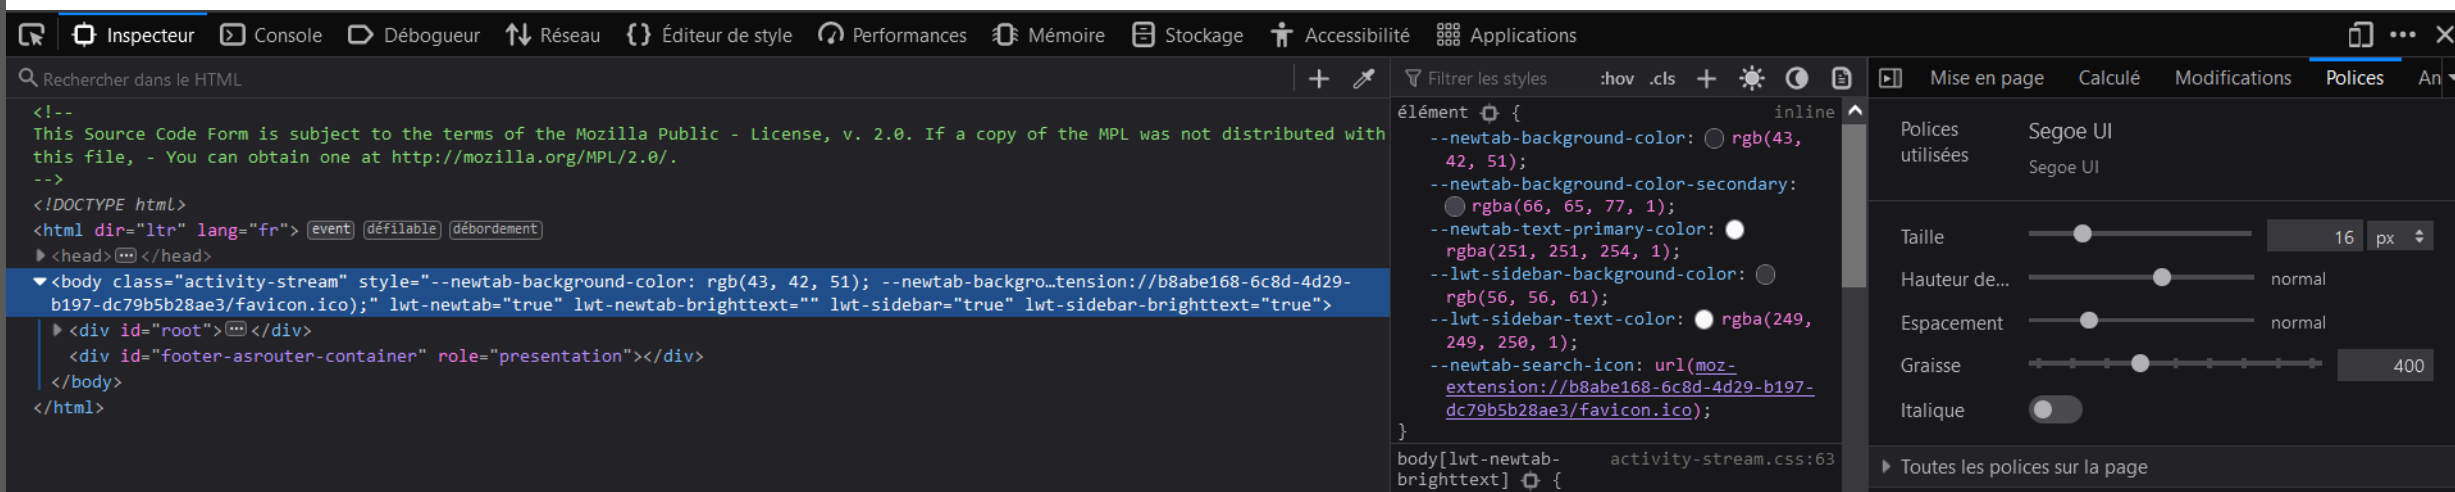 Inspecteur Console Débogueur Réseau {} Éditeur de style Performances Mémoire Stockage Accessibilité Applications
Rechercher dans le HTML
<!--
This Source Code Form is subject to the terms of the Mozilla Public - License, v. 2.0. If a copy of the MPL was not distributed with
this file, - You can obtain one at http://mozilla.org/MPL/2.0/.
-->
<!DOCTYPE html>
<html dir="ltr" lang="fr"> event défilable débordement
<head>⋯</head>
<body class="activity-stream" style="--newtab-background-color: rgb(43, 42, 51); --newtab-backgro…tension://b8abe168-6c8d-4d29-
b197-dc79b5b28ae3/favicon.ico);" lwt-newtab="true" lwt-newtab-brighttext="" lwt-sidebar="true" lwt-sidebar-brighttext="true">
<div id="root">⋯</div>
<div id="footer-asrouter-container" role="presentation"></div>
</body>
</html>
Filtrer les styles :hov .cls +
élément { inline
--newtab-background-color: rgb(43,
42, 51);
--newtab-background-color-secondary:
rgba(66, 65, 77, 1);
--newtab-text-primary-color:
rgba(251, 251, 254, 1);
--lwt-sidebar-background-color:
rgb(56, 56, 61);
--lwt-sidebar-text-color: rgba(249,
249, 250, 1);
--newtab-search-icon: url(moz-
extension://b8abe168-6c8d-4d29-b197-
dc79b5b28ae3/favicon.ico);
}
body[lwt-newtab- activity-stream.css:63
brighttext] {
Mise en page Calculé Modifications Polices An
Polices
utilisées
Segoe UI
Segoe UI
Taille 16 px
Hauteur de... normal
Espacement normal
Graisse 400
Italique
Toutes les polices sur la page